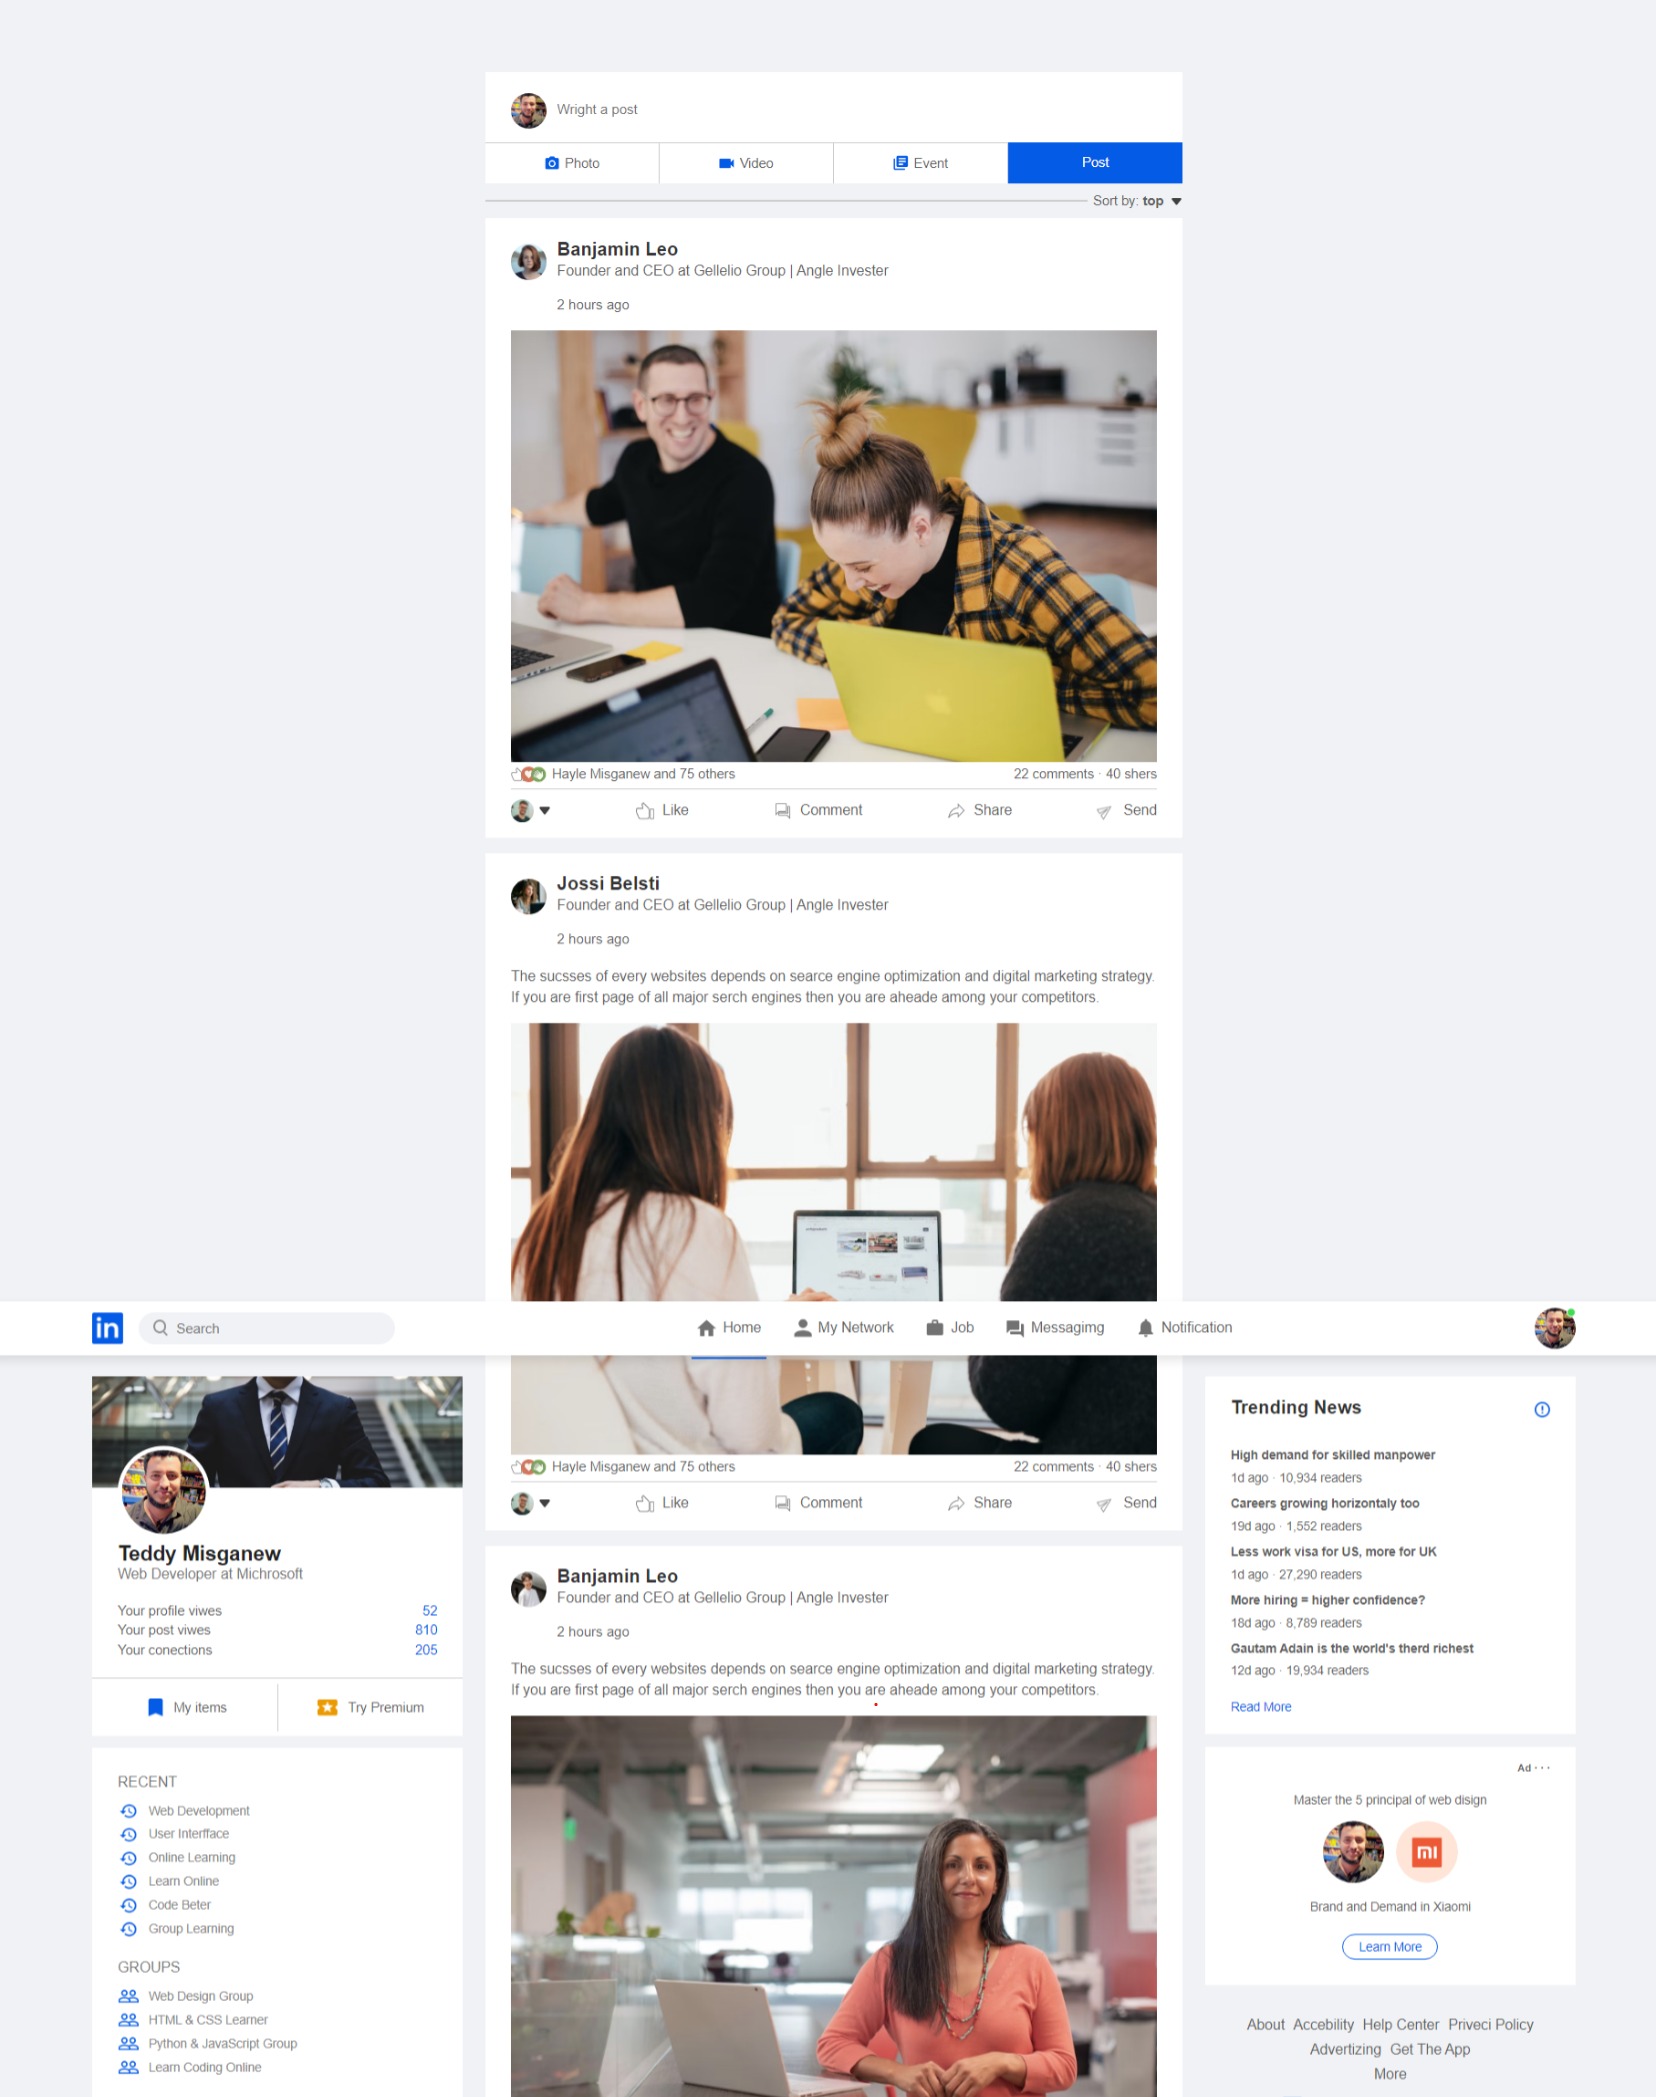 Wright a post
Photo
Video
Event
Post
Sort by: top
Banjamin Leo
Founder and CEO at Gellelio Group | Angle Invester
2 hours ago
Hayle Misganew and 75 others
22 comments · 40 shers
Like
Comment
Share
Send
Jossi Belsti
Founder and CEO at Gellelio Group | Angle Invester
2 hours ago
The sucsses of every websites depends on searce engine optimization and digital marketing strategy.
If you are first page of all major serch engines then you are aheade among your competitors.
in
Search
Home
My Network
Job
Messagimg
Notification
Hayle Misganew and 75 others
22 comments · 40 shers
Like
Comment
Share
Send
Banjamin Leo
Founder and CEO at Gellelio Group | Angle Invester
2 hours ago
The sucsses of every websites depends on searce engine optimization and digital marketing strategy.
If you are first page of all major serch engines then you are aheade among your competitors.
Teddy Misganew
Web Developer at Michrosoft
Your profile viwes 52
Your post viwes 810
Your conections 205
My items
Try Premium
RECENT
Web Development
User Interfface
Online Learning
Learn Online
Code Beter
Group Learning
GROUPS
Web Design Group
HTML & CSS Learner
Python & JavaScript Group
Learn Coding Online
Trending News
High demand for skilled manpower
1d ago · 10,934 readers
Careers growing horizontaly too
19d ago · 1,552 readers
Less work visa for US, more for UK
1d ago · 27,290 readers
More hiring = higher confidence?
18d ago · 8,789 readers
Gautam Adain is the world's therd richest
12d ago · 19,934 readers
Read More
Ad · · ·
Master the 5 principal of web disign
mi
Brand and Demand in Xiaomi
Learn More
About Accebility Help Center Priveci Policy
Advertizing Get The App
More